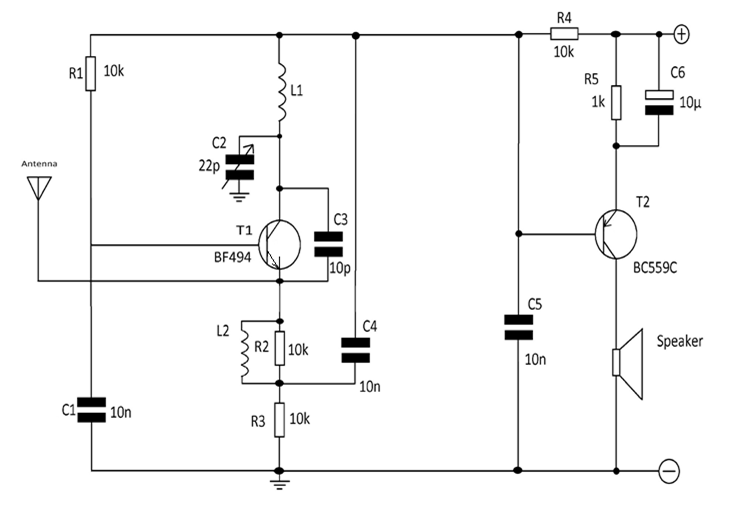 R4
10k
R1 10k
L1
R5
1k
C6
10µ
C2
22p
Antenna
T1
BF494
C3
10p
T2
BC559C
L2
R2 10k
C4
10n
C5
10n
Speaker
C1 10n
R3 10k
+
−